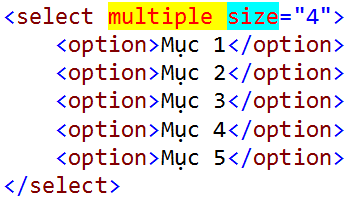 <select multiple size="4">
<option>Mục 1</option>
<option>Mục 2</option>
<option>Mục 3</option>
<option>Mục 4</option>
<option>Mục 5</option>
</select>